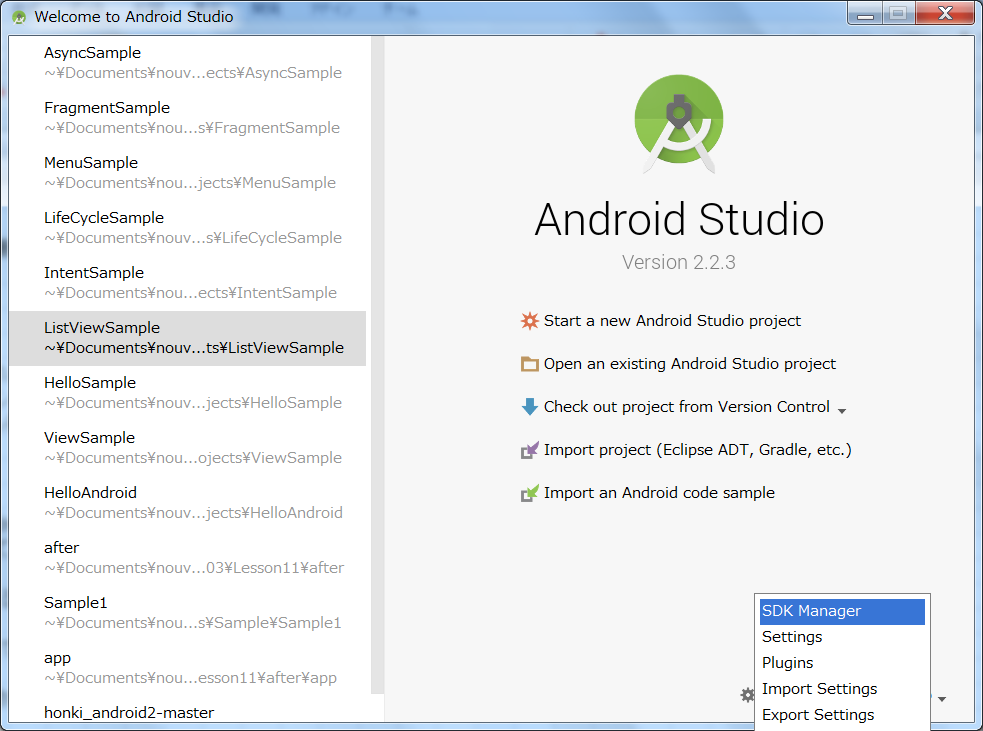 Welcome to Android Studio
AsyncSample
~¥Documents¥nouv...ects¥AsyncSample
FragmentSample
~¥Documents¥nou...s¥FragmentSample
MenuSample
~¥Documents¥nou...jects¥MenuSample
LifeCycleSample
~¥Documents¥nouv...s¥LifeCycleSample
IntentSample
~¥Documents¥nou...ects¥IntentSample
ListViewSample
~¥Documents¥nouv...ts¥ListViewSample
HelloSample
~¥Documents¥nouv...jects¥HelloSample
ViewSample
~¥Documents¥nou...ojects¥ViewSample
HelloAndroid
~¥Documents¥nouv...jects¥HelloAndroid
after
~¥Documents¥nouv...03¥Lesson11¥after
Sample1
~¥Documents¥nou...s¥Sample¥Sample1
app
~¥Documents¥nouv...esson11¥after¥app
honki_android2-master
Android Studio
Version 2.2.3
Start a new Android Studio project
Open an existing Android Studio project
Check out project from Version Control
Import project (Eclipse ADT, Gradle, etc.)
Import an Android code sample
SDK Manager
Settings
Plugins
Import Settings
Export Settings